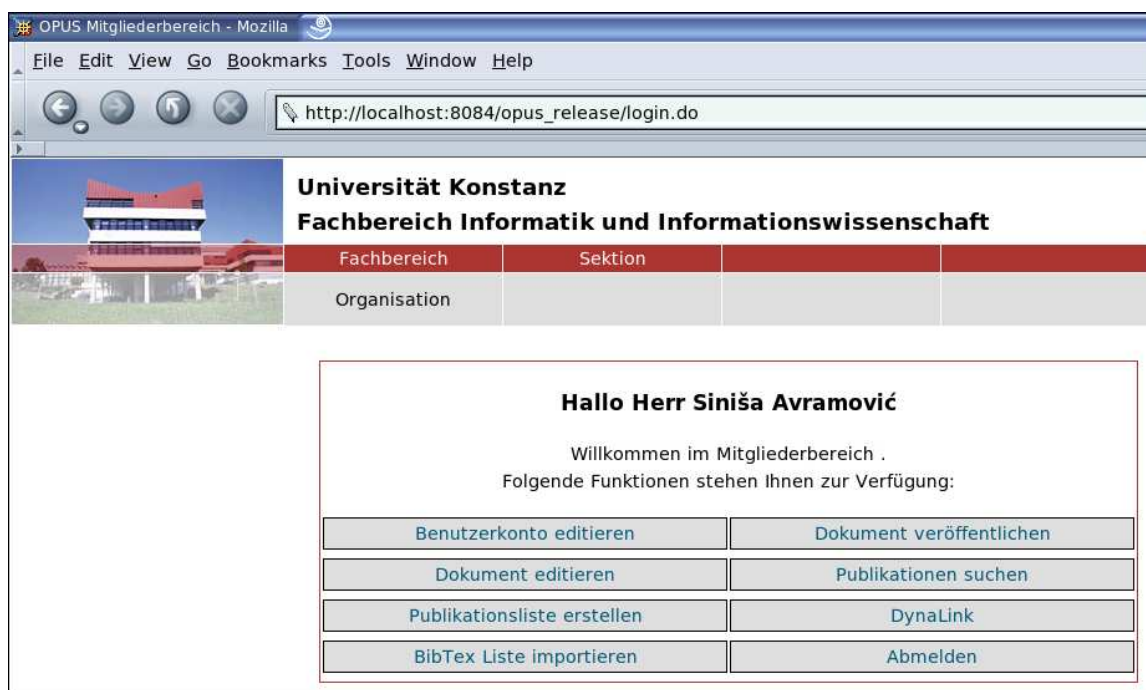 OPUS Mitgliederbereich - Mozilla
File Edit View Go Bookmarks Tools Window Help
http://localhost:8084/opus_release/login.do
Universität Konstanz
Fachbereich Informatik und Informationswissenschaft
Fachbereich Sektion
Organisation
Hallo Herr Siniša Avramović
Willkommen im Mitgliederbereich .
Folgende Funktionen stehen Ihnen zur Verfügung:
Benutzerkonto editieren Dokument veröffentlichen
Dokument editieren Publikationen suchen
Publikationsliste erstellen DynaLink
BibTex Liste importieren Abmelden